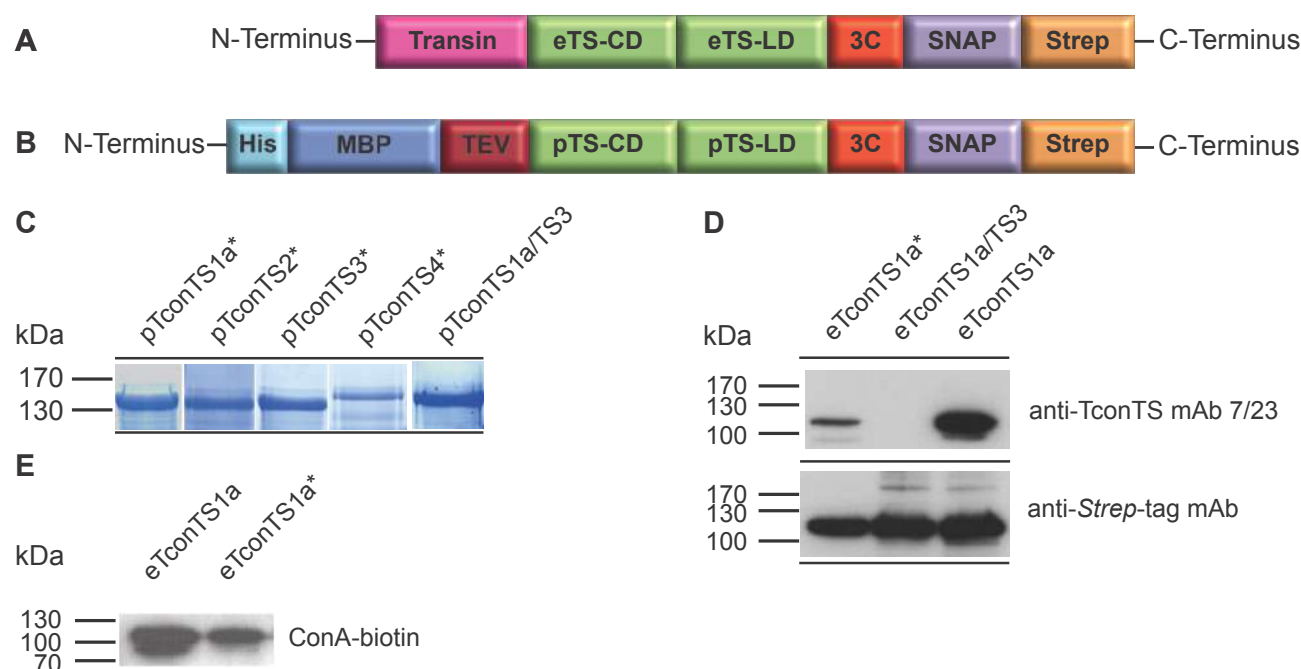 A
N-Terminus
Transin eTS-CD eTS-LD 3C SNAP Strep
C-Terminus
B
N-Terminus
His MBP TEV pTS-CD pTS-LD 3C SNAP Strep
C-Terminus
C
kDa
pTconTS1a*
pTconTS2*
pTconTS3*
pTconTS4*
pTconTS1a/TS3
170
130
D
kDa
eTconTS1a*
eTconTS1a/TS3
eTconTS1a
170
130
100
anti-TconTS mAb 7/23
170
130
100
anti-Strep-tag mAb
E
kDa
eTconTS1a
eTconTS1a*
130
100
70
ConA-biotin